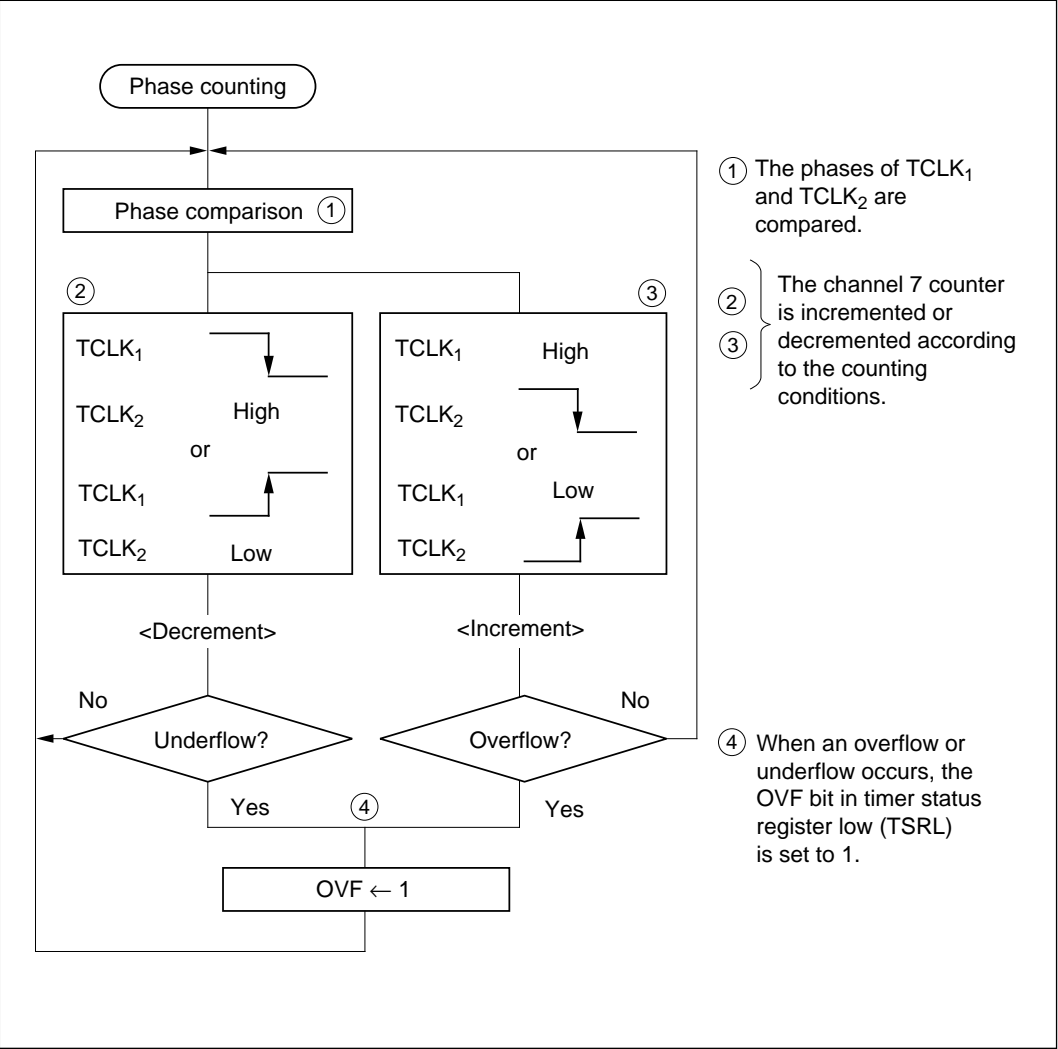 Phase counting
Phase comparison ①
② ③
TCLK₁
High
TCLK₂
or
TCLK₁
Low
TCLK₂
TCLK₁
High
TCLK₂
or
TCLK₁
Low
TCLK₂
<Decrement>
<Increment>
No
Underflow?
Yes
No
Overflow?
Yes
④
OVF ← 1
① The phases of TCLK₁
and TCLK₂ are
compared.
②
③
The channel 7 counter
is incremented or
decremented according
to the counting
conditions.
④ When an overflow or
underflow occurs, the
OVF bit in timer status
register low (TSRL)
is set to 1.